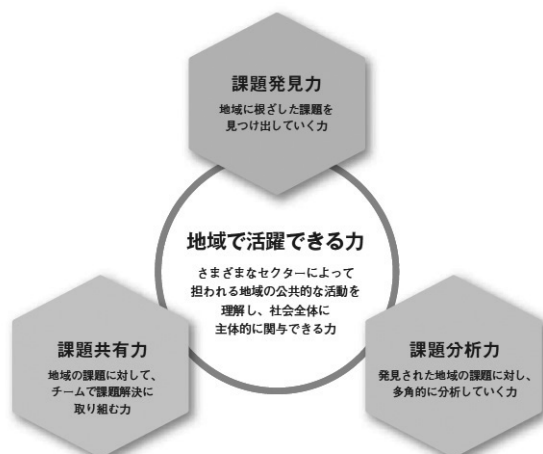 課題発見力
地域に根ざした課題を
見つけ出していく力
地域で活躍できる力
さまざまなセクターによって
担われる地域の公共的な活動を
理解し、社会全体に
主体的に関与できる力
課題共有力
地域の課題に対して、
チームで課題解決に
取り組む力
課題分析力
発見された地域の課題に対し、
多角的に分析していく力